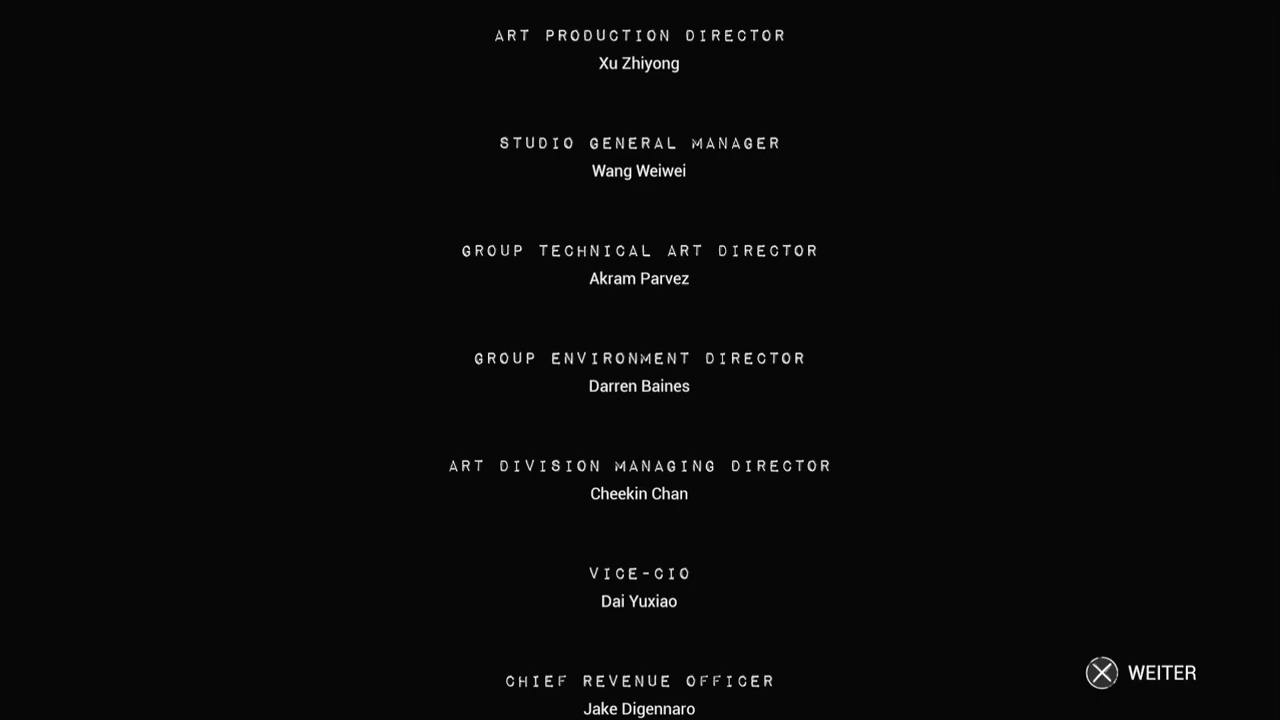 ART PRODUCTION DIRECTOR
Xu Zhiyong
STUDIO GENERAL MANAGER
Wang Weiwei
GROUP TECHNICAL ART DIRECTOR
Akram Parvez
GROUP ENVIRONMENT DIRECTOR
Darren Baines
ART DIVISION MANAGING DIRECTOR
Cheekin Chan
VICE-CIO
Dai Yuxiao
CHIEF REVENUE OFFICER
Jake Digennaro
WEITER